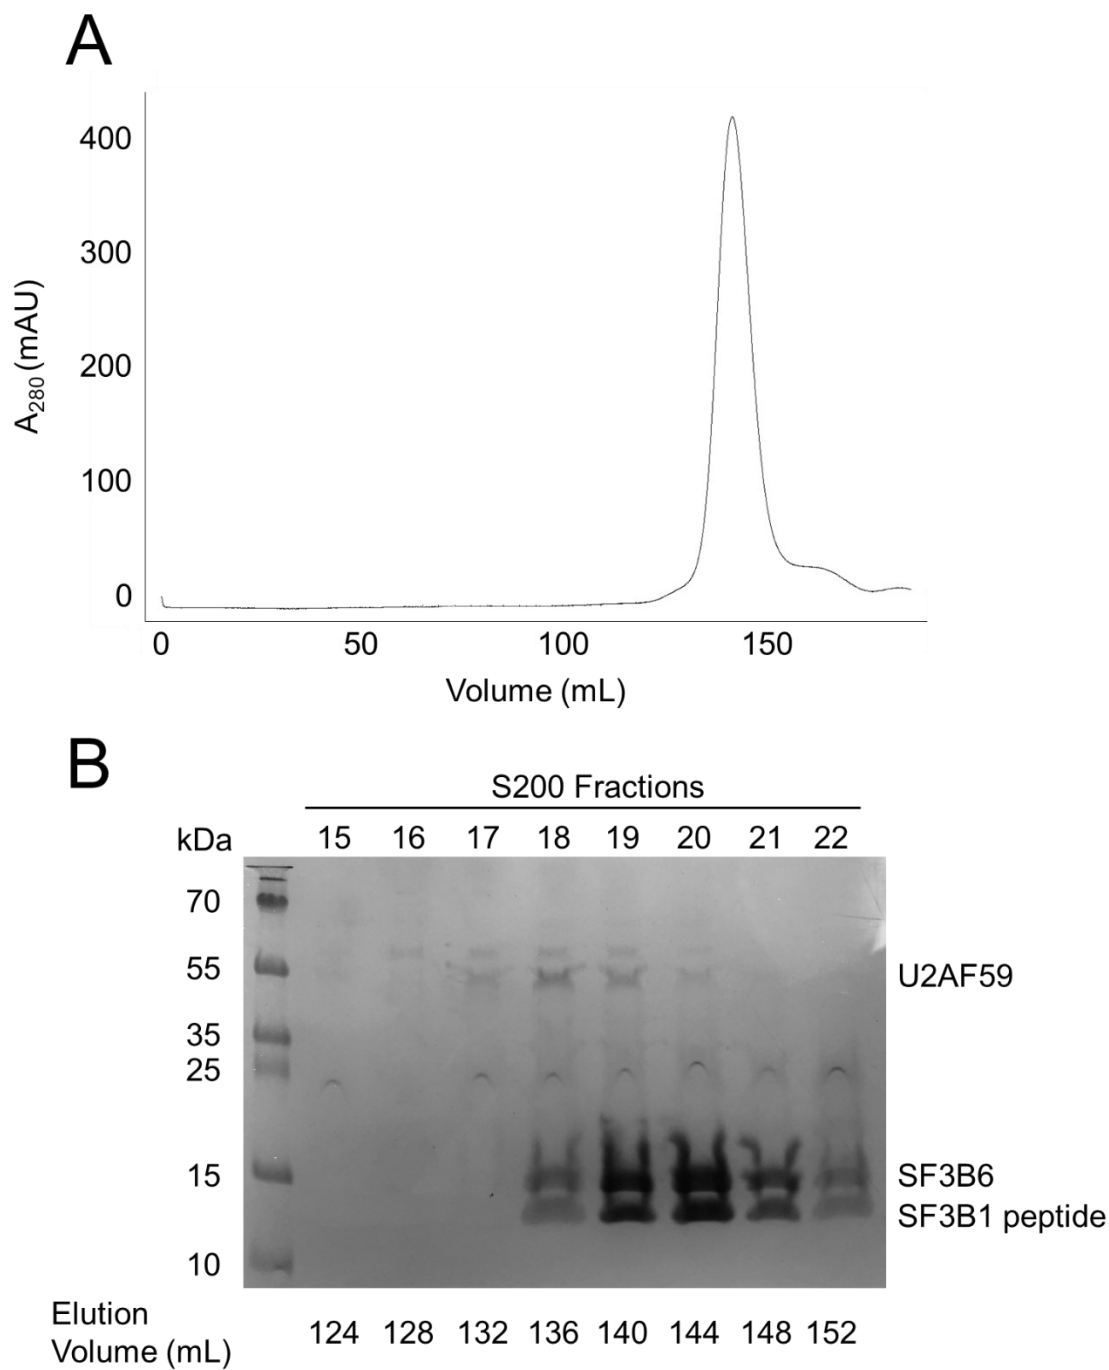 A
400
300
200
100
0
A280 (mAU)
0 50 100 150
Volume (mL)
B
S200 Fractions
kDa 15 16 17 18 19 20 21 22
70
55
U2AF59
35
25
15
SF3B6
SF3B1 peptide
10
Elution
Volume (mL) 124 128 132 136 140 144 148 152